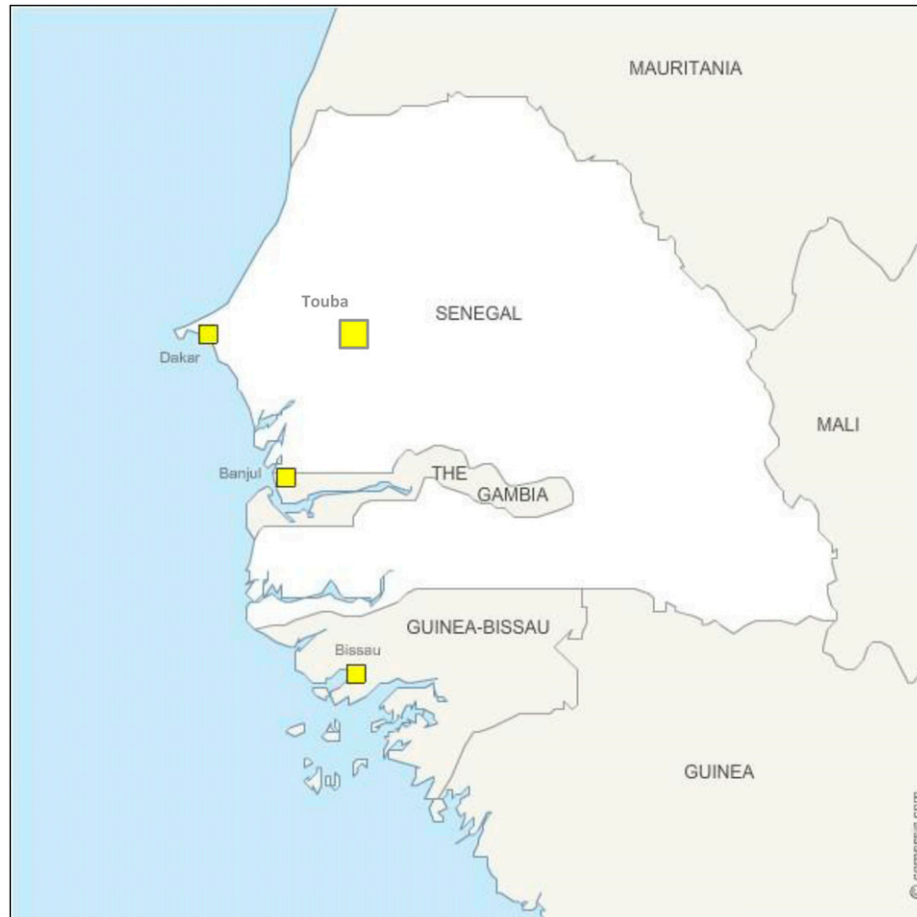 MAURITANIA
Touba
SENEGAL
Dakar
MALI
Banjul
THE
GAMBIA
GUINEA-BISSAU
Bissau
GUINEA